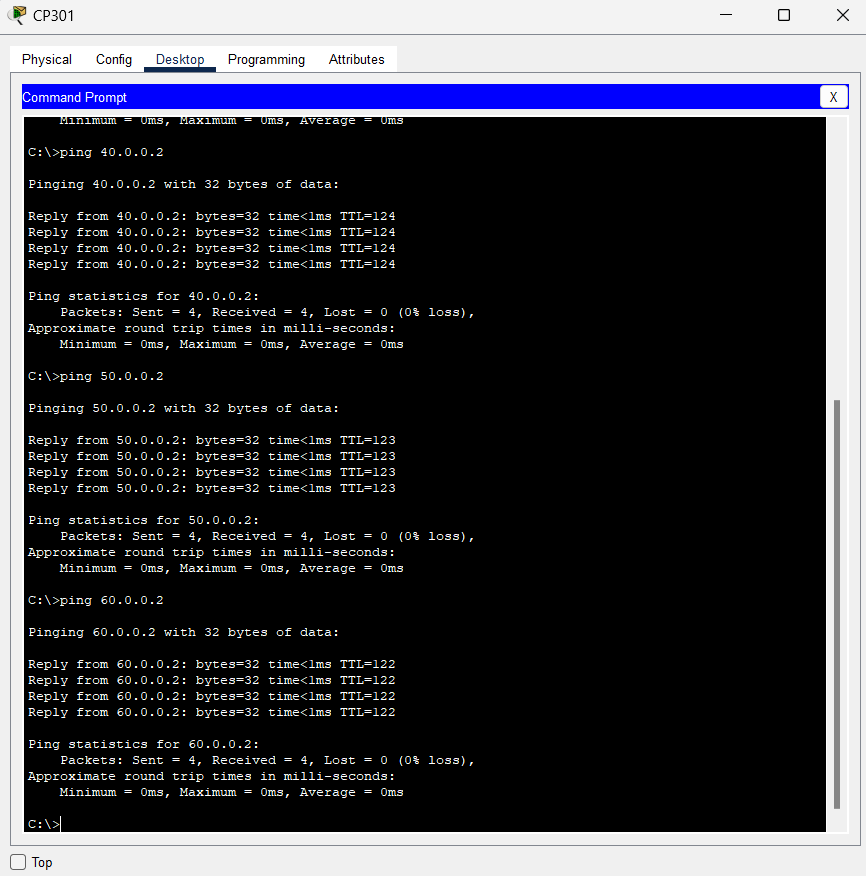 CP301
Physical Config Desktop Programming Attributes
Command Prompt X
Minimum = 0ms, Maximum = 0ms, Average = 0ms
C:\>ping 40.0.0.2
Pinging 40.0.0.2 with 32 bytes of data:
Reply from 40.0.0.2: bytes=32 time<1ms TTL=124
Reply from 40.0.0.2: bytes=32 time<1ms TTL=124
Reply from 40.0.0.2: bytes=32 time<1ms TTL=124
Reply from 40.0.0.2: bytes=32 time<1ms TTL=124
Ping statistics for 40.0.0.2:
Packets: Sent = 4, Received = 4, Lost = 0 (0% loss),
Approximate round trip times in milli-seconds:
Minimum = 0ms, Maximum = 0ms, Average = 0ms
C:\>ping 50.0.0.2
Pinging 50.0.0.2 with 32 bytes of data:
Reply from 50.0.0.2: bytes=32 time<1ms TTL=123
Reply from 50.0.0.2: bytes=32 time<1ms TTL=123
Reply from 50.0.0.2: bytes=32 time<1ms TTL=123
Reply from 50.0.0.2: bytes=32 time<1ms TTL=123
Ping statistics for 50.0.0.2:
Packets: Sent = 4, Received = 4, Lost = 0 (0% loss),
Approximate round trip times in milli-seconds:
Minimum = 0ms, Maximum = 0ms, Average = 0ms
C:\>ping 60.0.0.2
Pinging 60.0.0.2 with 32 bytes of data:
Reply from 60.0.0.2: bytes=32 time<1ms TTL=122
Reply from 60.0.0.2: bytes=32 time<1ms TTL=122
Reply from 60.0.0.2: bytes=32 time<1ms TTL=122
Reply from 60.0.0.2: bytes=32 time<1ms TTL=122
Ping statistics for 60.0.0.2:
Packets: Sent = 4, Received = 4, Lost = 0 (0% loss),
Approximate round trip times in milli-seconds:
Minimum = 0ms, Maximum = 0ms, Average = 0ms
C:\>
Top